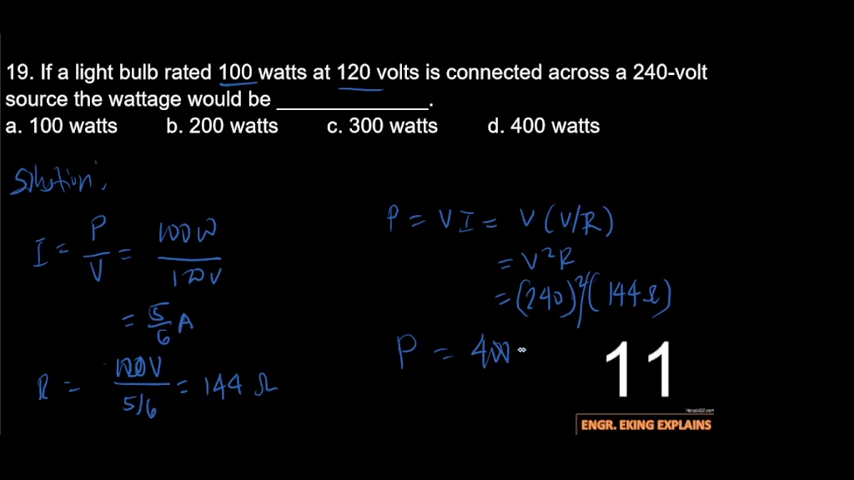 19. If a light bulb rated 100 watts at 120 volts is connected across a 240-volt
source the wattage would be ______________.
a. 100 watts b. 200 watts c. 300 watts d. 400 watts
Solution:
I = P/V = 100W/120V
= 5/6 A
R = 120V/5/6 = 144 Ω
P = VI = V (V/R)
= V²R
= (240)²(144Ω)
P = 400
11
ENGR. EKING EXPLAINS